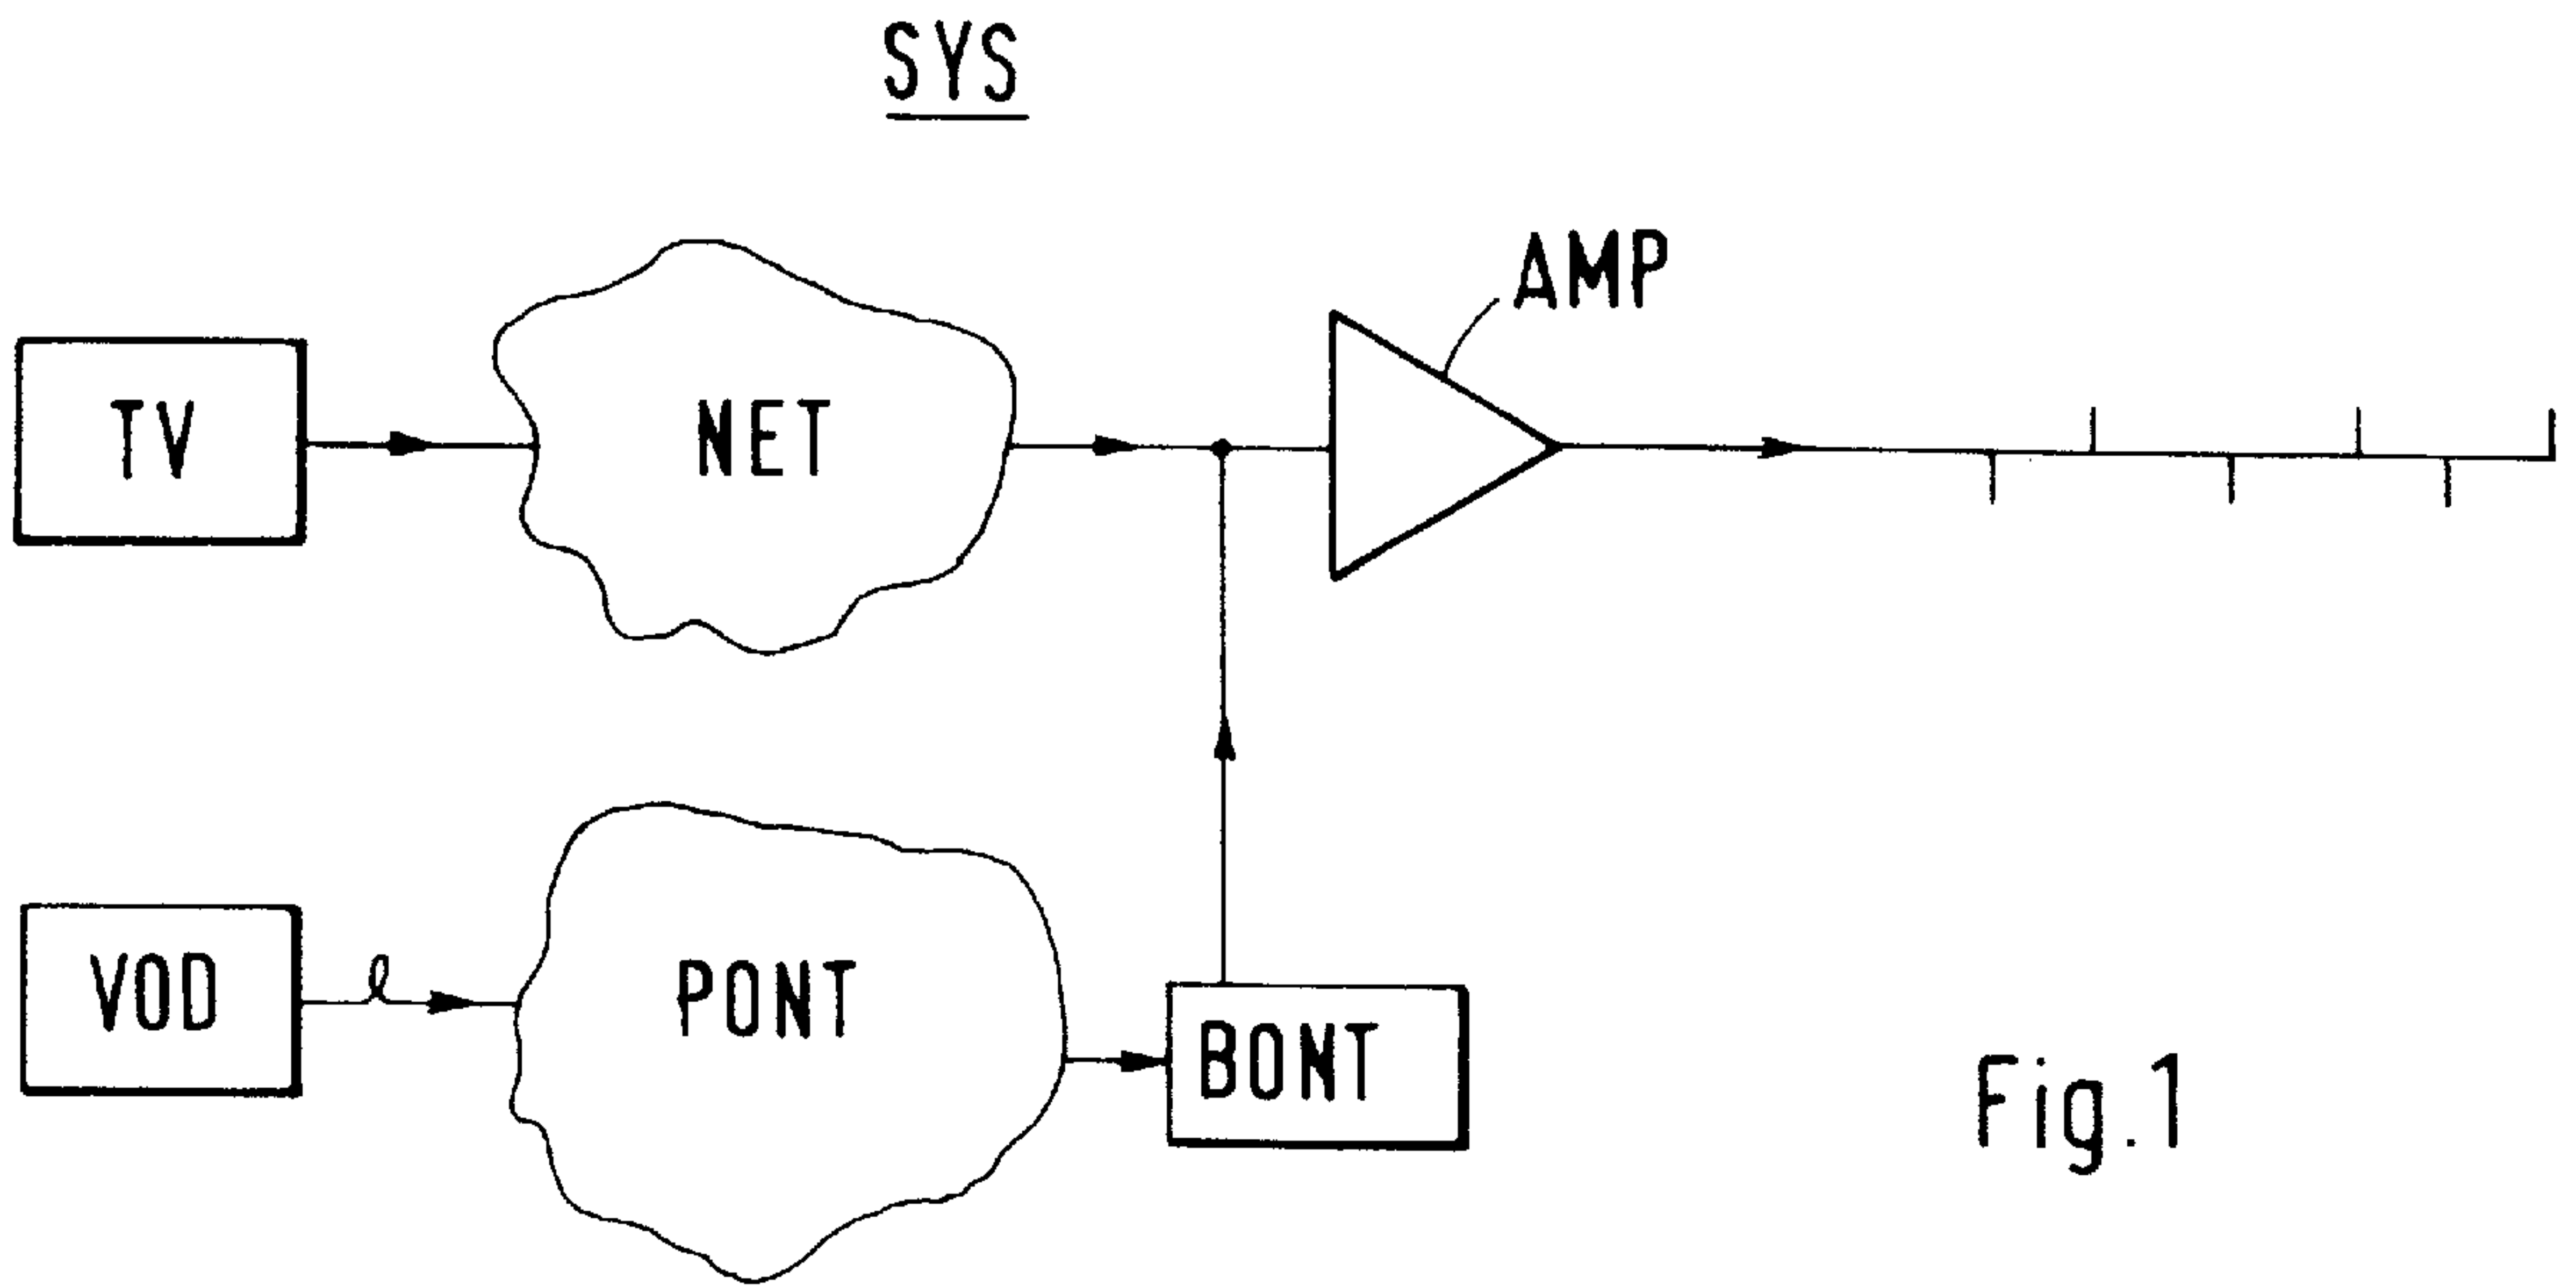 SYS
AMP
TV
NET
VOD
PONT
BONT
Fig.1